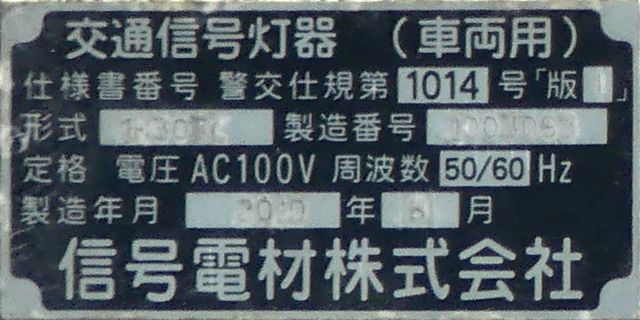 交通信号灯器 （車両用）
仕様書番号 警交仕規第 1014 号「版1」
形式 製造番号
定格 電圧 AC100V 周波数 50/60 Hz
製造年月 年 月
信号電材株式会社